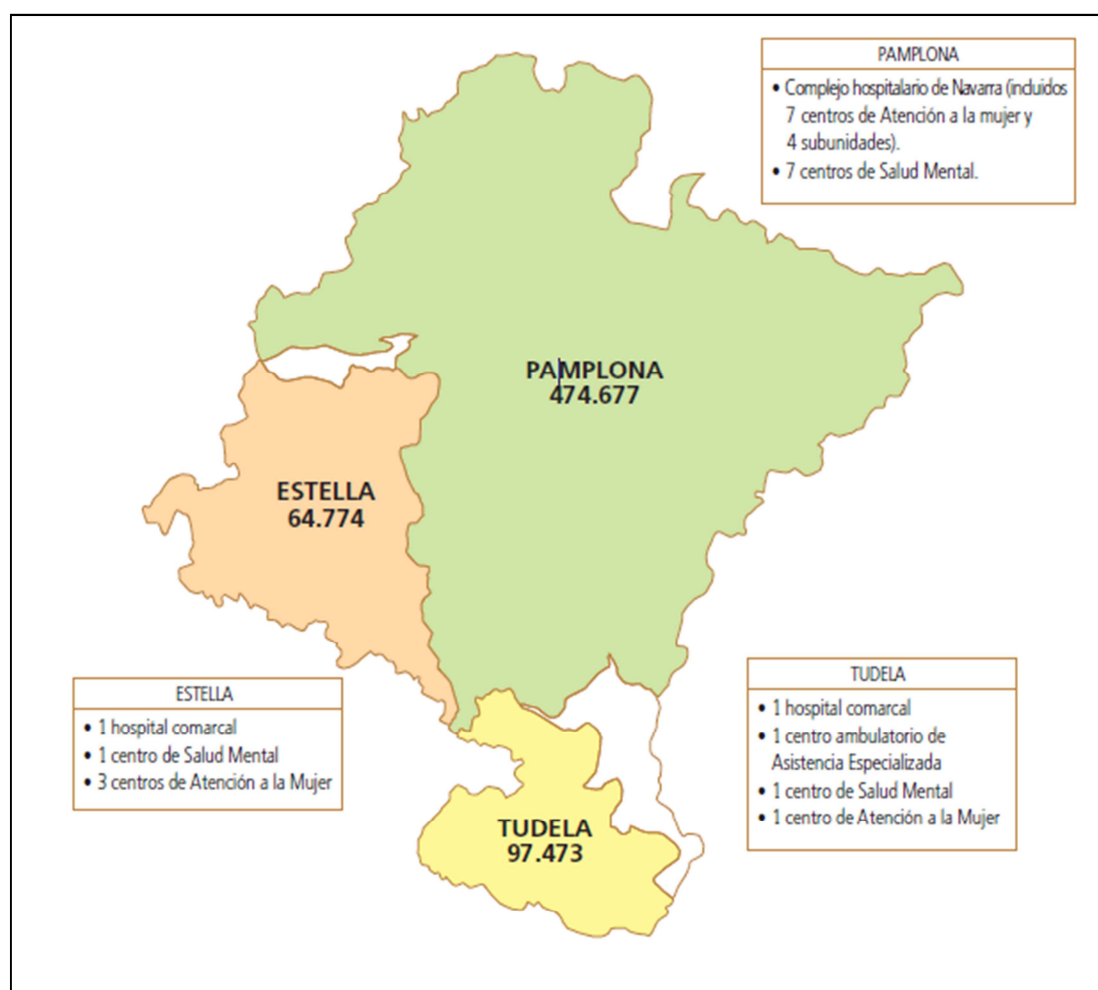 PAMPLONA
• Complejo hospitalario de Navarra (incluidos
7 centros de Atención a la mujer y
4 subunidades).
• 7 centros de Salud Mental.
PAMPLONA
474.677
ESTELLA
64.774
ESTELLA
• 1 hospital comarcal
• 1 centro de Salud Mental
• 3 centros de Atención a la Mujer
TUDELA
• 1 hospital comarcal
• 1 centro ambulatorio de
Asistencia Especializada
• 1 centro de Salud Mental
• 1 centro de Atención a la Mujer
TUDELA
97.473